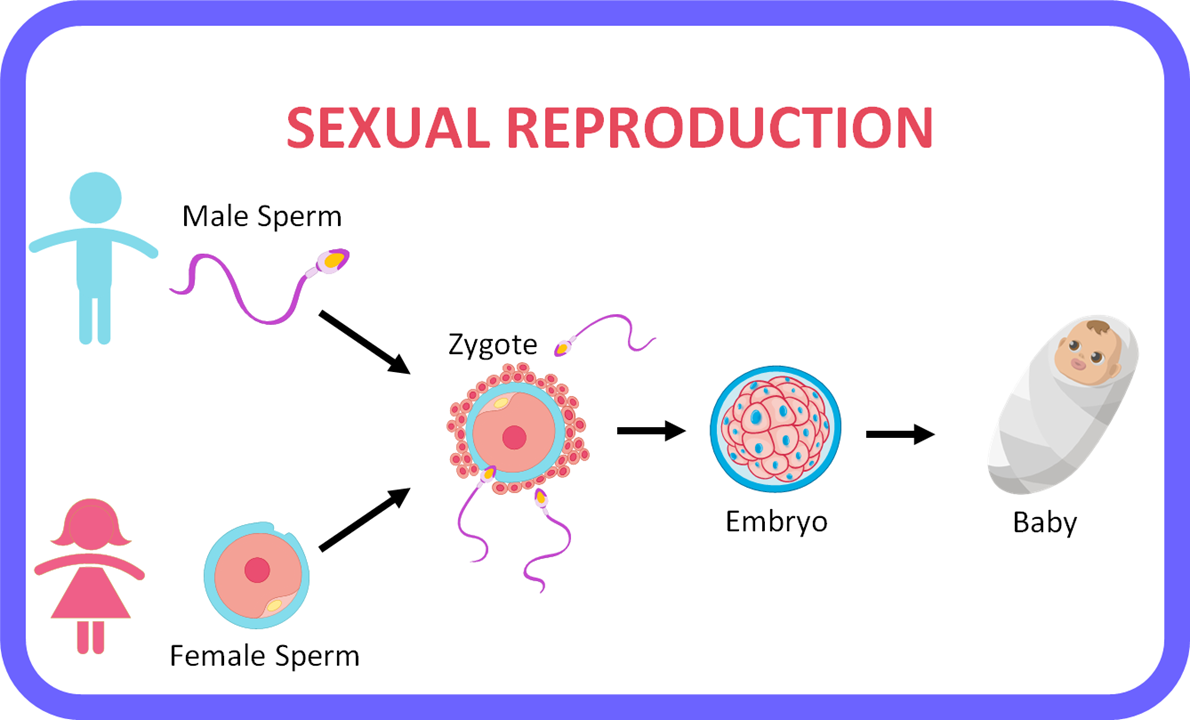 SEXUAL REPRODUCTION
Male Sperm
Zygote
Embryo
Baby
Female Sperm